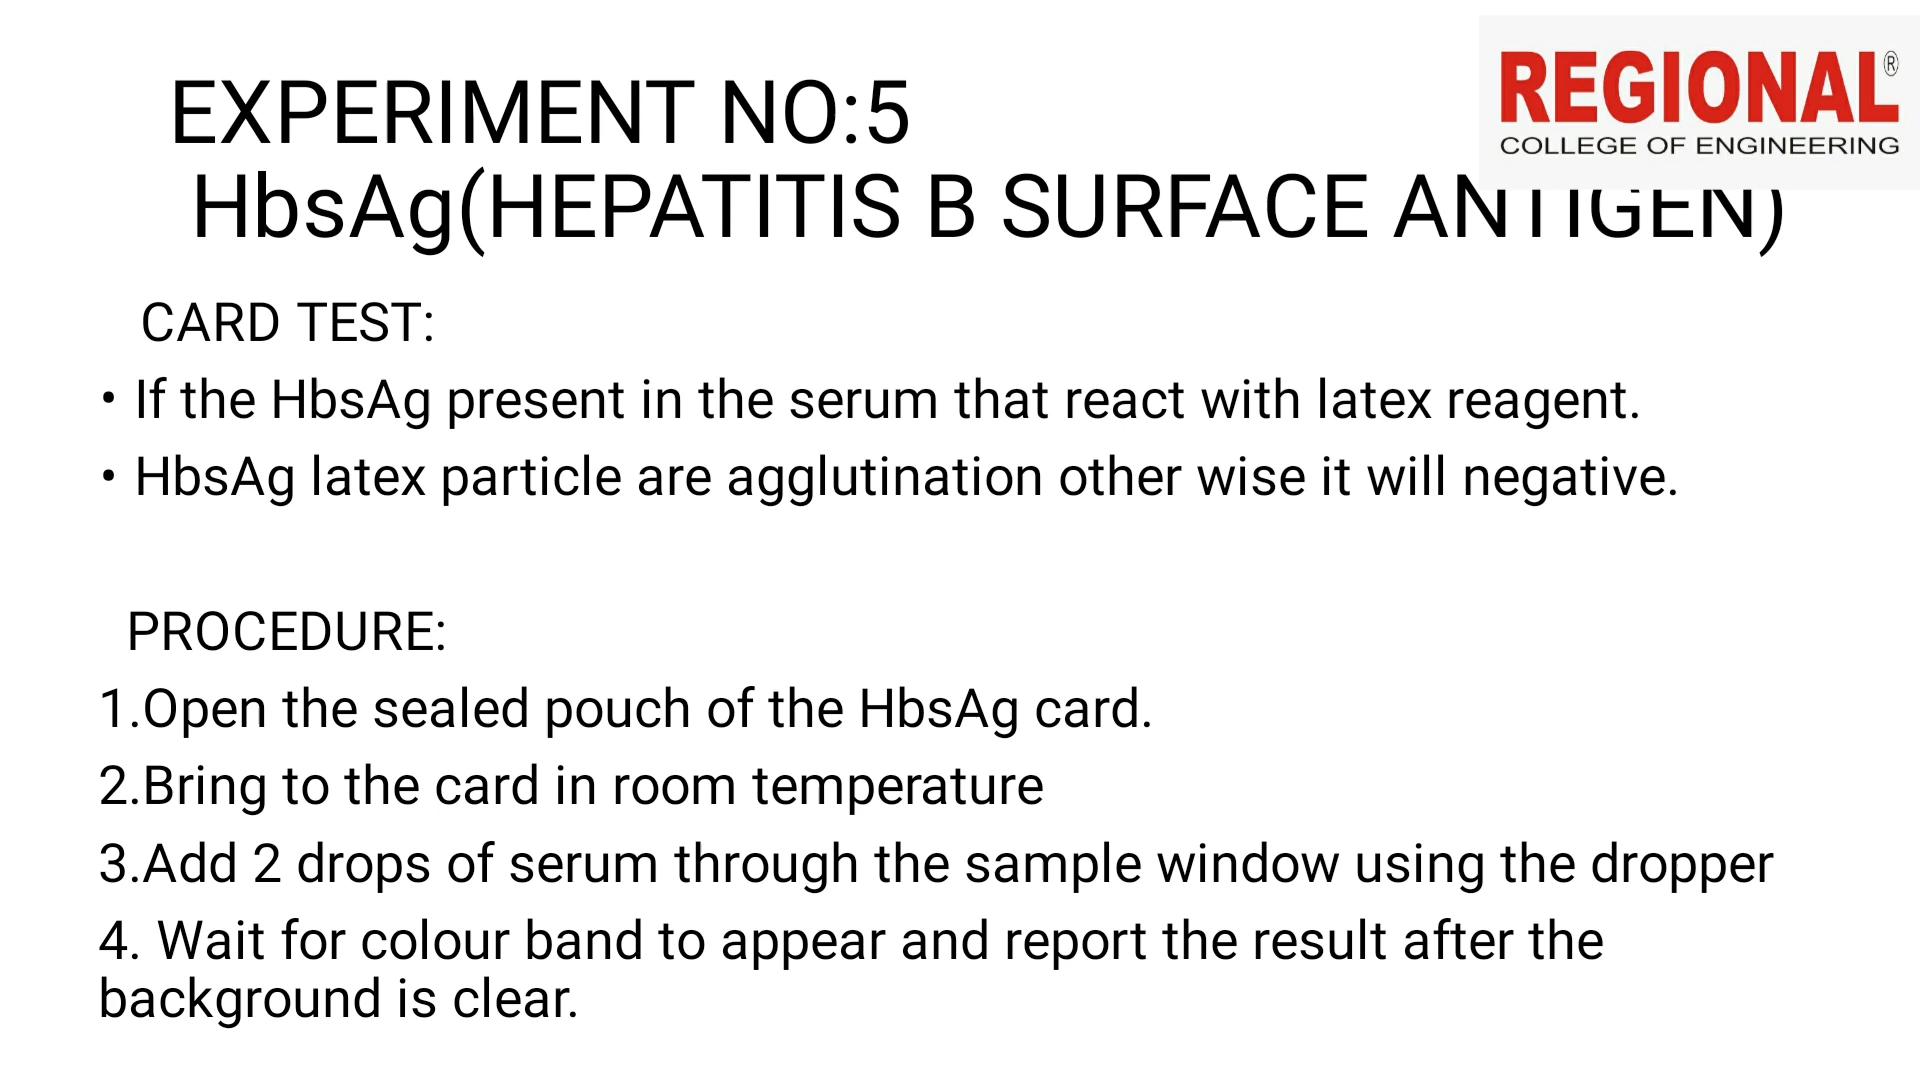 REGIONAL®
COLLEGE OF ENGINEERING
EXPERIMENT NO:5
HbsAg(HEPATITIS B SURFACE ANTIGEN)
CARD TEST:
• If the HbsAg present in the serum that react with latex reagent.
• HbsAg latex particle are agglutination other wise it will negative.
PROCEDURE:
1.Open the sealed pouch of the HbsAg card.
2.Bring to the card in room temperature
3.Add 2 drops of serum through the sample window using the dropper
4. Wait for colour band to appear and report the result after the
background is clear.